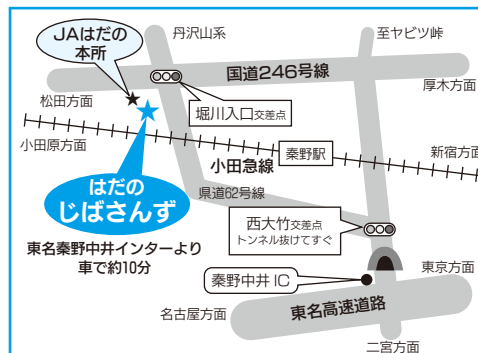 丹沢山系
至ヤビツ峠
JAはだの
本所
国道246号線
厚木方面
松田方面
堀川入口交差点
小田原方面
小田急線
秦野駅
新宿方面
はだの
じばさんず
県道62号線
西大竹交差点
トンネル抜けてすぐ
東名秦野中井インターより
車で約10分
秦野中井 IC
東京方面
名古屋方面
東名高速道路
二宮方面